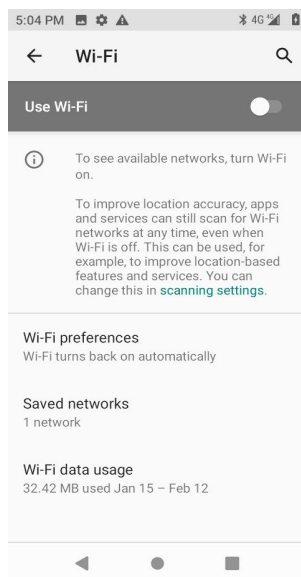 5:04 PM 4G 4G
Wi-Fi
Use Wi-Fi
To see available networks, turn Wi-Fi
on.
To improve location accuracy, apps
and services can still scan for Wi-Fi
networks at any time, even when
Wi-Fi is off. This can be used, for
example, to improve location-based
features and services. You can
change this in scanning settings.
Wi-Fi preferences
Wi-Fi turns back on automatically
Saved networks
1 network
Wi-Fi data usage
32.42 MB used Jan 15 – Feb 12